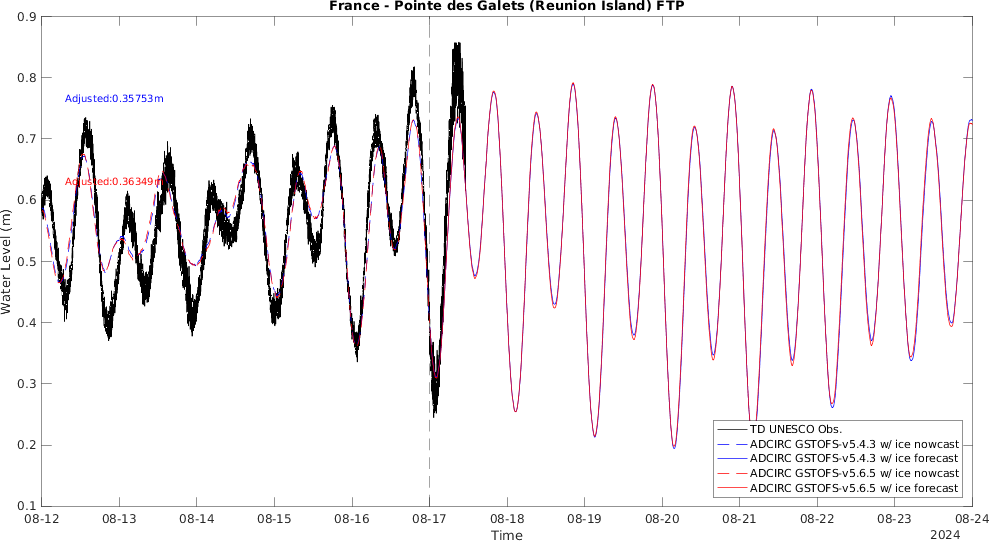 France - Pointe des Galets (Reunion Island) FTP
0.9
0.8
0.7
0.6
0.5
0.4
0.3
0.2
0.1
Water Level (m)
Adjusted:0.35753m
Adjusted:0.36349m
TD UNESCO Obs.
ADCIRC GSTOFS-v5.4.3 w/ ice nowcast
ADCIRC GSTOFS-v5.4.3 w/ ice forecast
ADCIRC GSTOFS-v5.6.5 w/ ice nowcast
ADCIRC GSTOFS-v5.6.5 w/ ice forecast
08-12 08-13 08-14 08-15 08-16 08-17 08-18 08-19 08-20 08-21 08-22 08-23 08-24
Time
2024